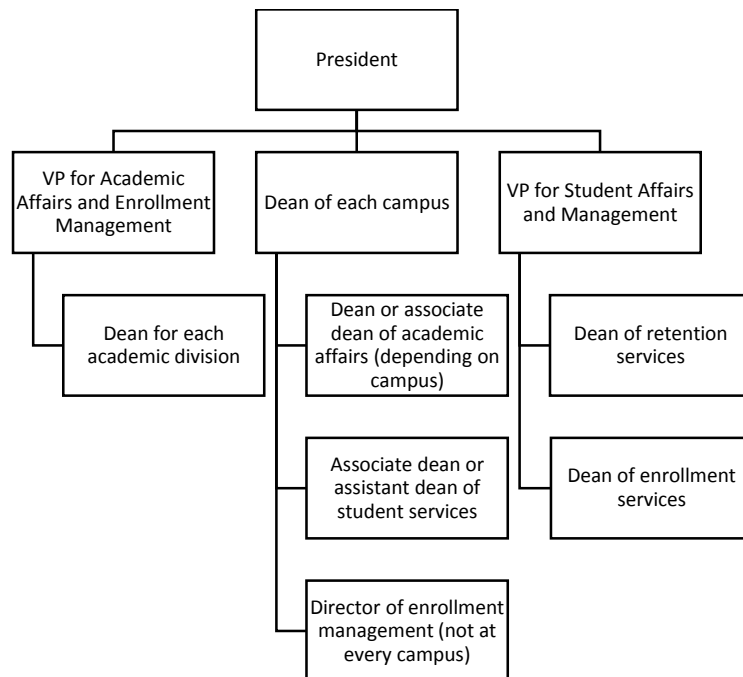 President
VP for Academic
Affairs and Enrollment
Management
Dean of each campus
VP for Student Affairs
and Management
Dean for each
academic division
Dean or associate
dean of academic
affairs (depending on
campus)
Dean of retention
services
Associate dean or
assistant dean of
student services
Dean of enrollment
services
Director of enrollment
management (not at
every campus)